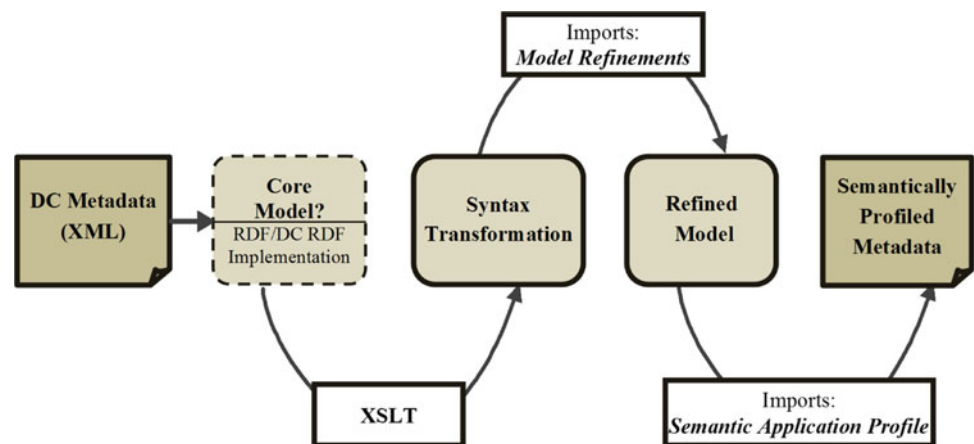 Imports:
Model Refinements
DC Metadata
(XML)
Core
Model?
RDF/DC RDF
Implementation
Syntax
Transformation
Refined
Model
Semantically
Profiled
Metadata
XSLT
Imports:
Semantic Application Profile